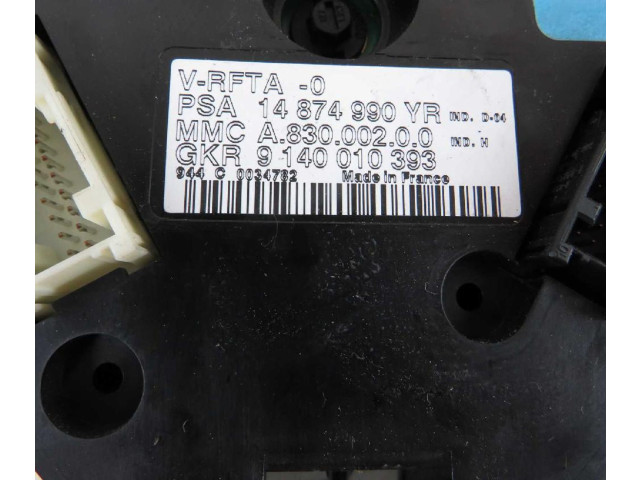 V-RFTA -0
PSA 14 874 990 YR IND. D-04
MMC A.830.002.0.0 IND. H
GKR 9 140 010 393
944 C 0034782 Made in France